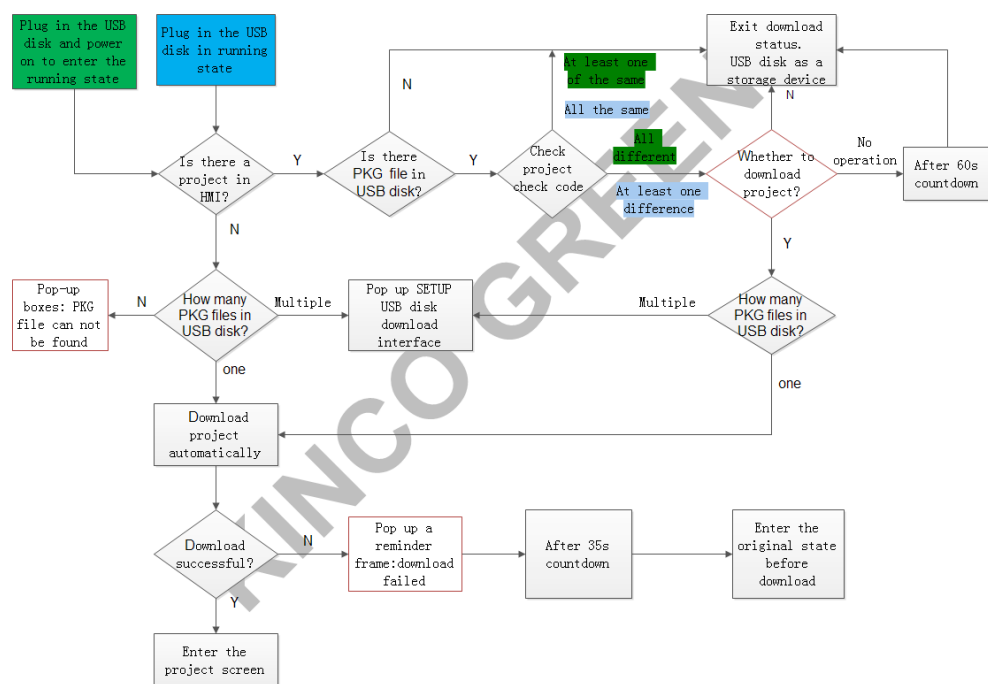 Plug in the USB
disk and power
on to enter the
running state
Plug in the USB
disk in running
state
Exit download
status.
USB disk as a
storage device
At least one
of the same
All the same
N
N
Is there a
project in
HMI?
Y
Is there
PKG file in
USB disk?
Y
Check
project
check code
All
different
At least one
difference
Whether to
download
project?
No
operation
After 60s
countdown
N
Y
Pop-up
boxes: PKG
file can not
be found
N
How many
PKG files in
USB disk?
Multiple
Pop up SETUP
USB disk
download
interface
Multiple
How many
PKG files in
USB disk?
one
one
Download
project
automatically
Download
successful?
N
Pop up a
reminder
frame:download
failed
After 35s
countdown
Enter the
original state
before
download
Y
Enter the
project screen
KINCO GREEN